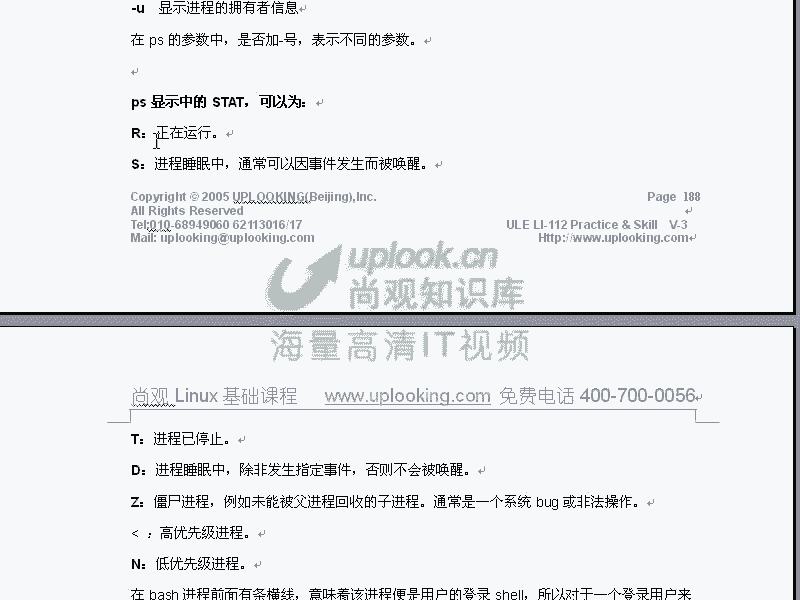 -u 显示进程的拥有者信息
在 ps 的参数中，是否加-号，表示不同的参数。
ps 显示中的 STAT，可以为：
R：正在运行。
S：进程睡眠中，通常可以因事件发生而被唤醒。
Copyright © 2005 UPLOOKING(Beijing),Inc. Page 188
All Rights Reserved
Tel:010-68949060 62113016/17 ULE LI-112 Practice & Skill V-3
Mail: uplooking@uplooking.com Http://www.uplooking.com
uplook.cn
尚观知识库
海量高清IT视频
尚观 Linux 基础课程 www.uplooking.com 免费电话 400-700-0056
T：进程已停止。
D：进程睡眠中，除非发生指定事件，否则不会被唤醒。
Z：僵尸进程，例如未能被父进程回收的子进程。通常是一个系统 bug 或非法操作。
< ：高优先级进程。
N：低优先级进程。
在 bash 进程前面有条横线，意味着该进程便是用户的登录 shell，所以对于一个登录用户来